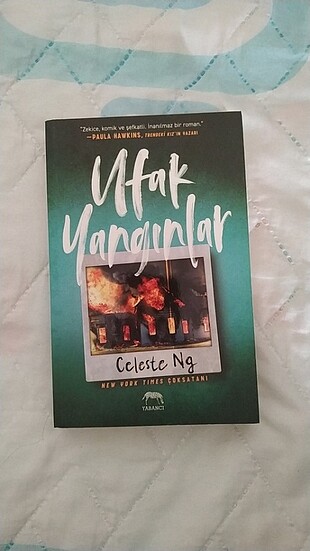 "Zekice, komik ve şefkatli. İnanılmaz bir roman."
—PAULA HAWKINS, TRENDEKİ KIZ'IN YAZARI
Ufak
Yangınlar
Celeste Ng
NEW YORK TIMES ÇOKSATANI
YABANCI